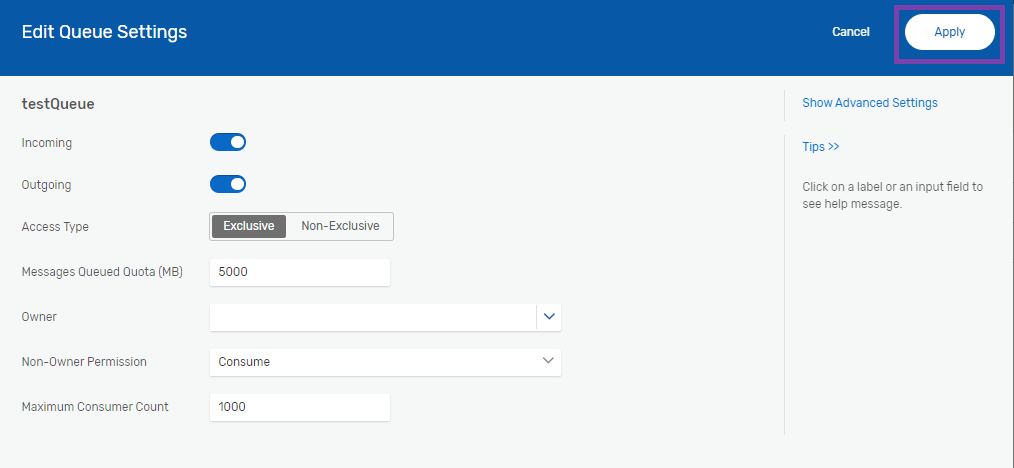 Edit Queue Settings
Cancel
Apply
testQueue
Show Advanced Settings
Incoming
Tips >>
Outgoing
Click on a label or an input field to
see help message.
Access Type
Exclusive
Non-Exclusive
Messages Queued Quota (MB)
5000
Owner
Non-Owner Permission
Consume
Maximum Consumer Count
1000